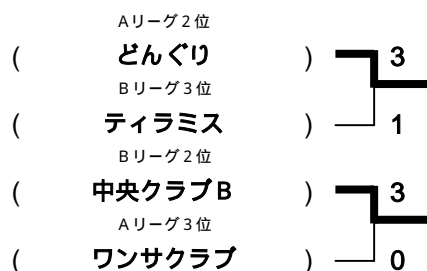 Aリーグ2位
( どんぐり ) 3
Bリーグ3位
( ティラミス ) 1
Bリーグ2位
( 中央クラブB ) 3
Aリーグ3位
( ワンサクラブ ) 0